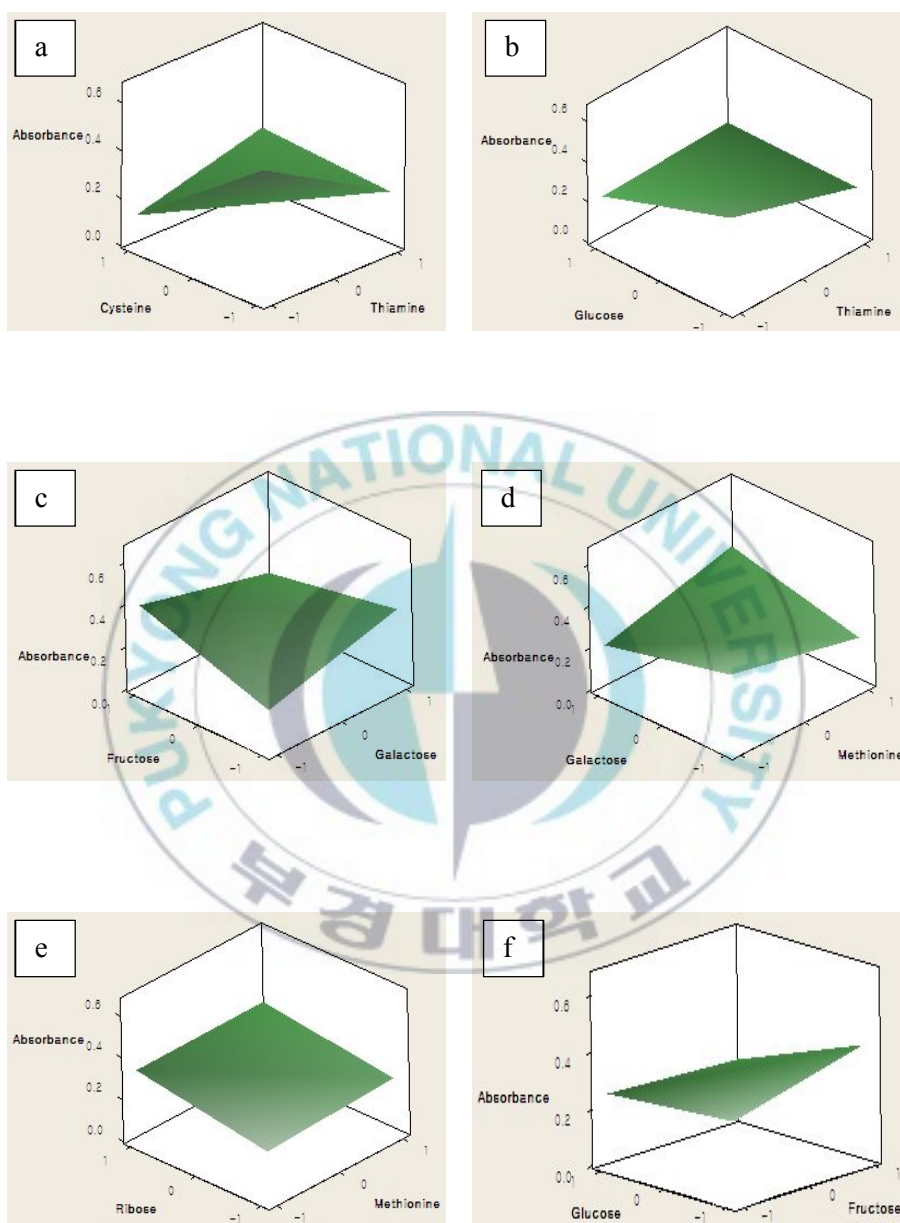 a
0.6
Absorbance
0.4
0.2
0.0
1
0
-1
Cysteine
-1
0
1
Thiamine
b
0.6
Absorbance
0.4
0.2
0.0
1
0
-1
Glucose
-1
0
1
Thiamine
PUKYONG NATIONAL UNIVERSITY
c
0.6
0.4
Absorbance
0.2
0.0
1
0
-1
Fructose
-1
0
1
Galactose
d
0.6
0.4
Absorbance
0.2
0.0
1
0
-1
Galactose
-1
0
1
Methionine
부경대학교
e
0.6
Absorbance
0.4
0.2
0.0
1
0
-1
Ribose
-1
0
1
Methionine
f
0.6
0.4
Absorbance
0.2
0.0
1
0
-1
Glucose
-1
0
1
Fructose